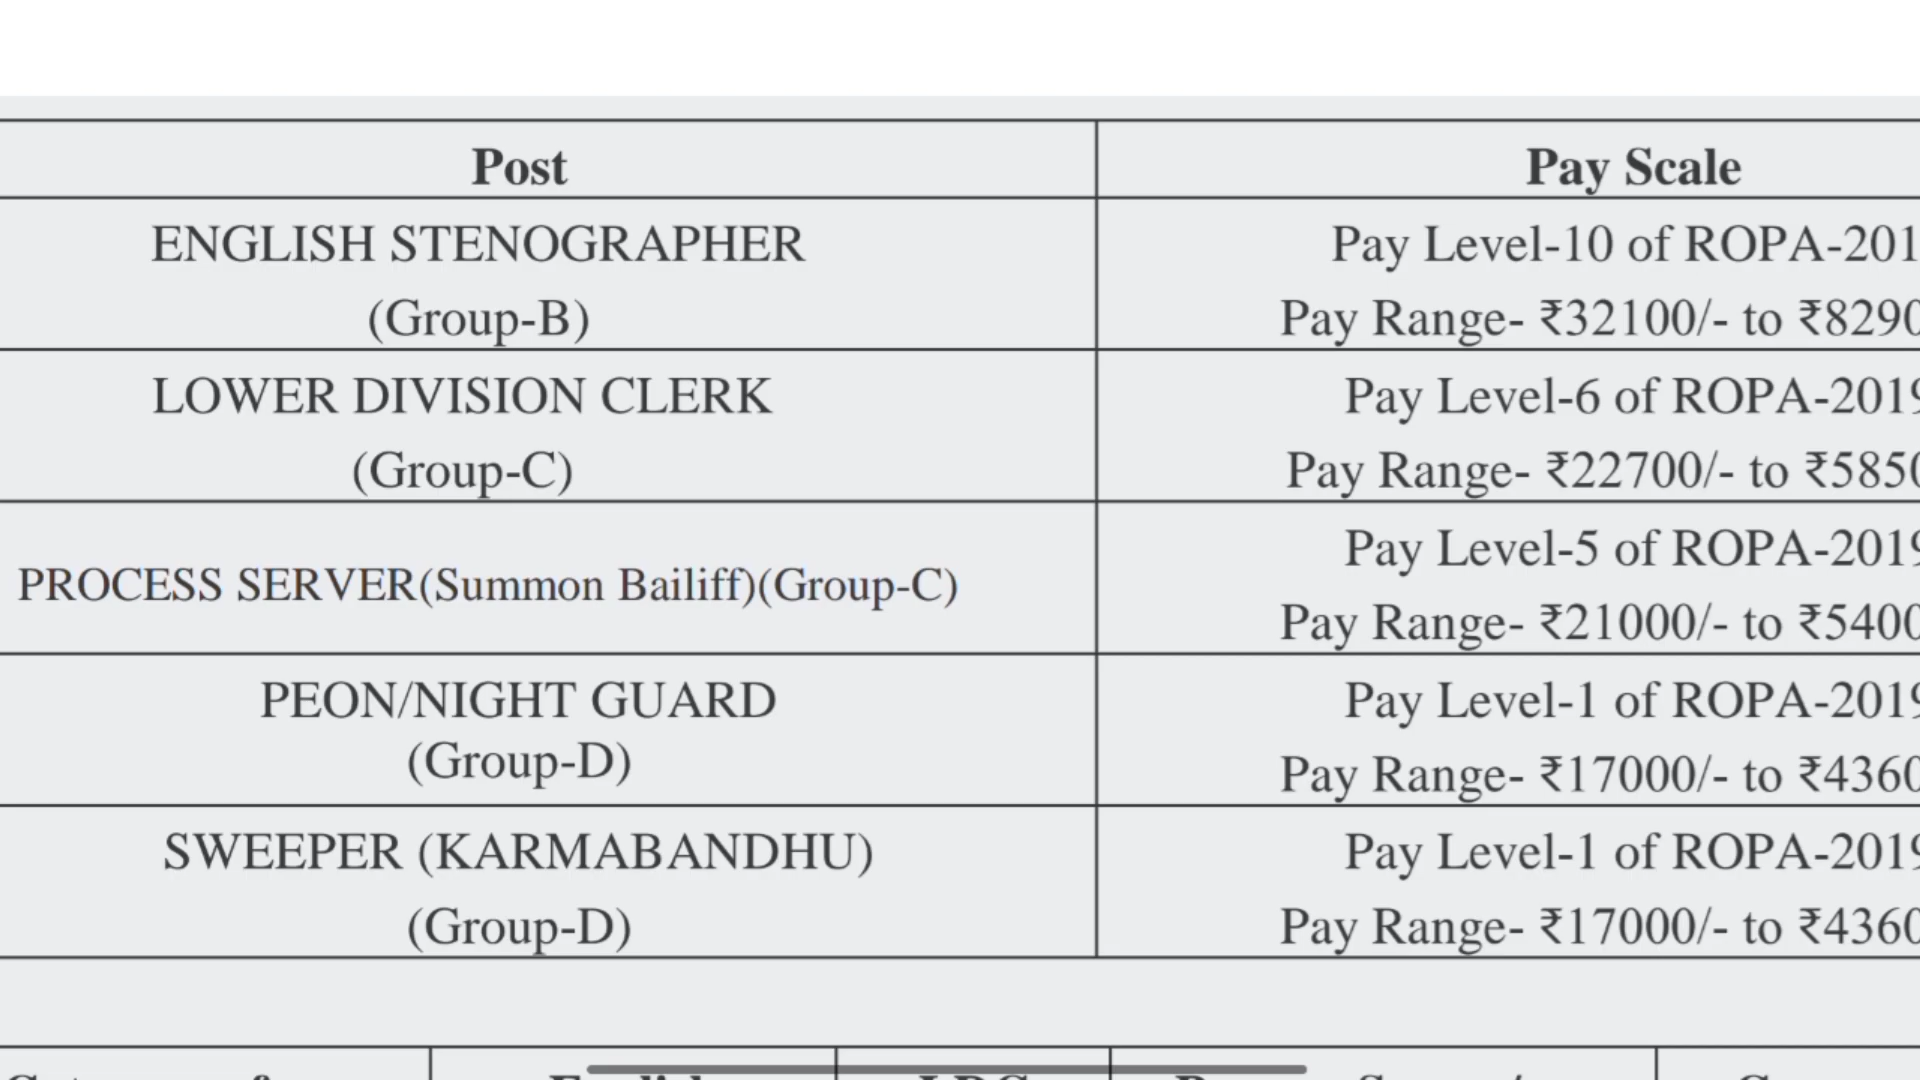 Post
Pay Scale
ENGLISH STENOGRAPHER
(Group-B)
Pay Level-10 of ROPA-201
Pay Range- ₹32100/- to ₹8290
LOWER DIVISION CLERK
(Group-C)
Pay Level-6 of ROPA-2019
Pay Range- ₹22700/- to ₹5850
PROCESS SERVER(Summon Bailiff)(Group-C)
Pay Level-5 of ROPA-2019
Pay Range- ₹21000/- to ₹5400
PEON/NIGHT GUARD
(Group-D)
Pay Level-1 of ROPA-2019
Pay Range- ₹17000/- to ₹4360
SWEEPER (KARMABANDHU)
(Group-D)
Pay Level-1 of ROPA-2019
Pay Range- ₹17000/- to ₹4360